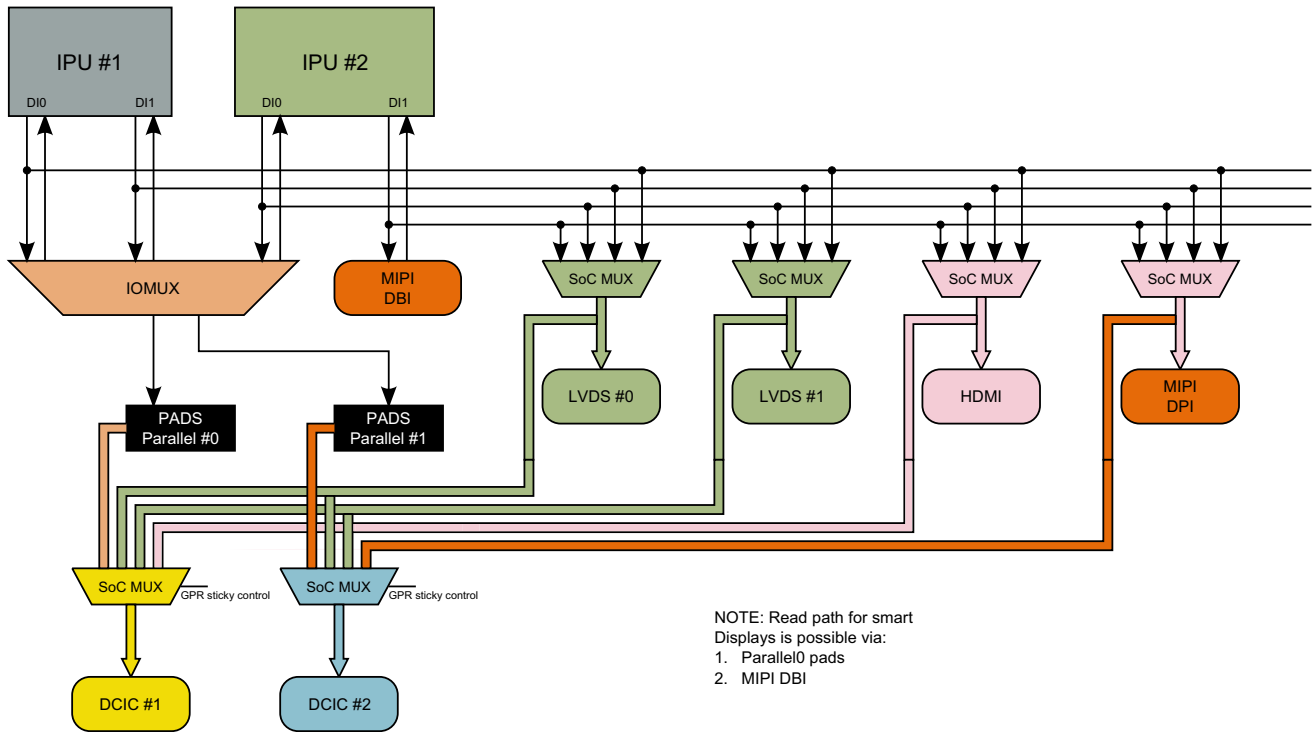 IPU #1
IPU #2
DI0
DI1
DI0
DI1
IOMUX
MIPI
DBI
SoC MUX
SoC MUX
SoC MUX
SoC MUX
LVDS #0
LVDS #1
HDMI
MIPI
DPI
PADS
Parallel #0
PADS
Parallel #1
SoC MUX
GPR sticky control
SoC MUX
GPR sticky control
NOTE: Read path for smart
Displays is possible via:
1. Parallel0 pads
2. MIPI DBI
DCIC #1
DCIC #2